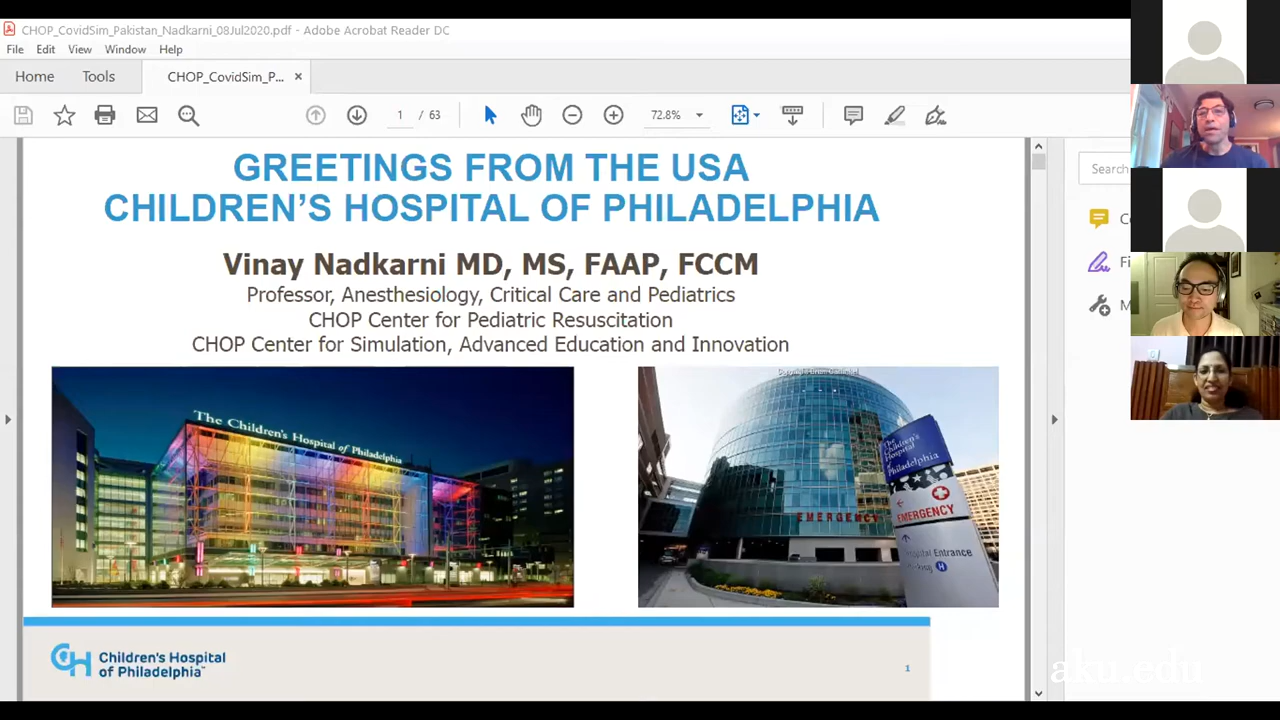 CHOP_CovidSim_Pakistan_Nadkarni_08Jul2020.pdf - Adobe Acrobat Reader DC
File Edit View Window Help
Home Tools CHOP_CovidSim_P... ×
1 / 63 72.8%
Search
GREETINGS FROM THE USA
CHILDREN'S HOSPITAL OF PHILADELPHIA
Vinay Nadkarni MD, MS, FAAP, FCCM
Professor, Anesthesiology, Critical Care and Pediatrics
CHOP Center for Pediatric Resuscitation
CHOP Center for Simulation, Advanced Education and Innovation
The Children's Hospital of Philadelphia
The Children's
Hospital of
Philadelphia
EMERGENCY
EMERGENCY
Hospital Entrance
H
Children's Hospital
of Philadelphia
1
aku.edu